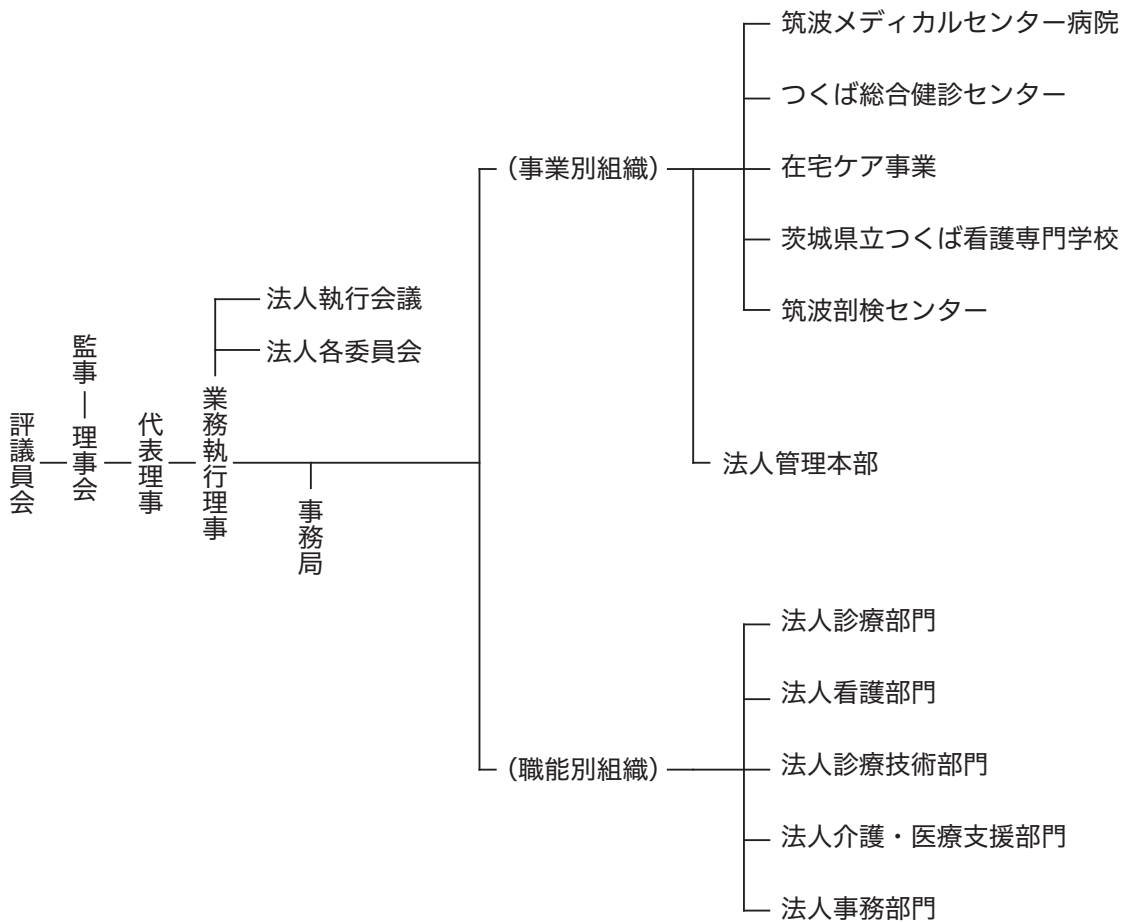 評議員会
監事
理事会
代表理事
業務執行理事
法人執行会議
法人各委員会
事務局
（事業別組織）
筑波メディカルセンター病院
つくば総合健診センター
在宅ケア事業
茨城県立つくば看護専門学校
筑波剖検センター
法人管理本部
（職能別組織）
法人診療部門
法人看護部門
法人診療技術部門
法人介護・医療支援部門
法人事務部門